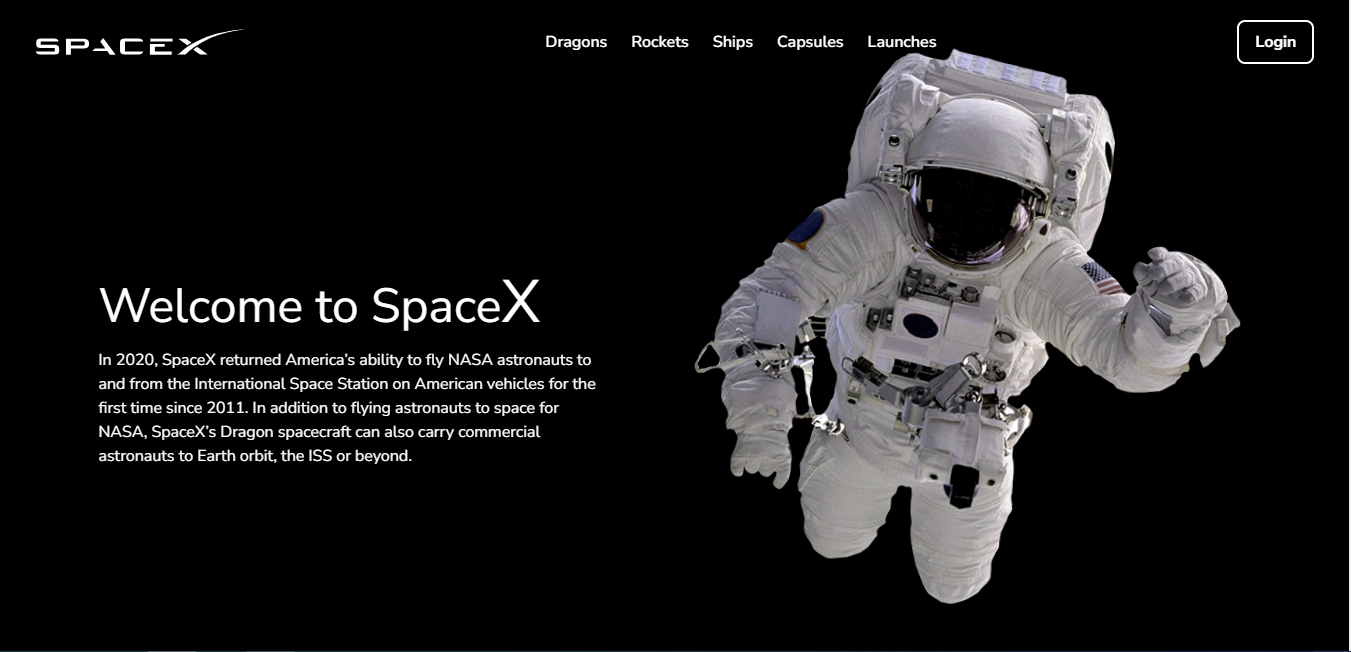 SPACEX
Dragons Rockets Ships Capsules Launches
Login
Welcome to SpaceX
In 2020, SpaceX returned America’s ability to fly NASA astronauts to
and from the International Space Station on American vehicles for the
first time since 2011. In addition to flying astronauts to space for
NASA, SpaceX’s Dragon spacecraft can also carry commercial
astronauts to Earth orbit, the ISS or beyond.